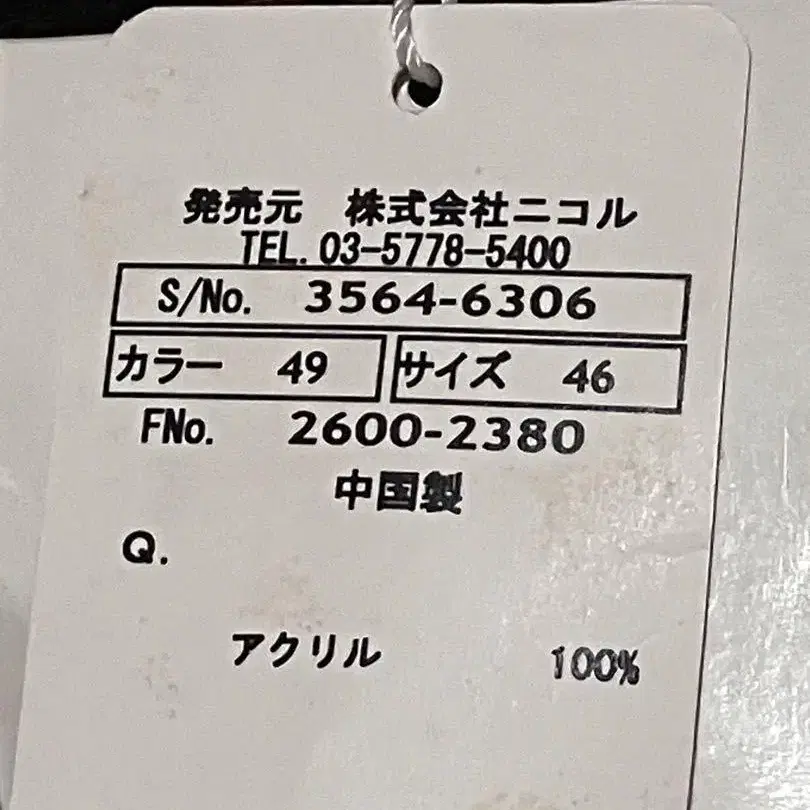 発売元　株式会社ニコル
TEL. 03-5778-5400
S/No.　3564-6306
カラー　49　サイズ　46
FNo.　2600-2380
中国製
Q.
アクリル　100%